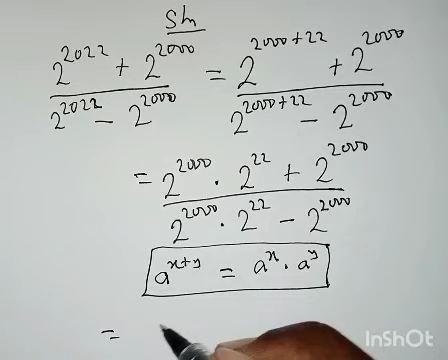 Sln
2^2022 + 2^2000 / 2^2022 - 2^2000 = 2^2000+22 + 2^2000 / 2^2000+22 - 2^2000
= 2^2000 · 2^22 + 2^2000 / 2^2000 · 2^22 - 2^2000
a^x+y = a^x · a^y
=
InShOt